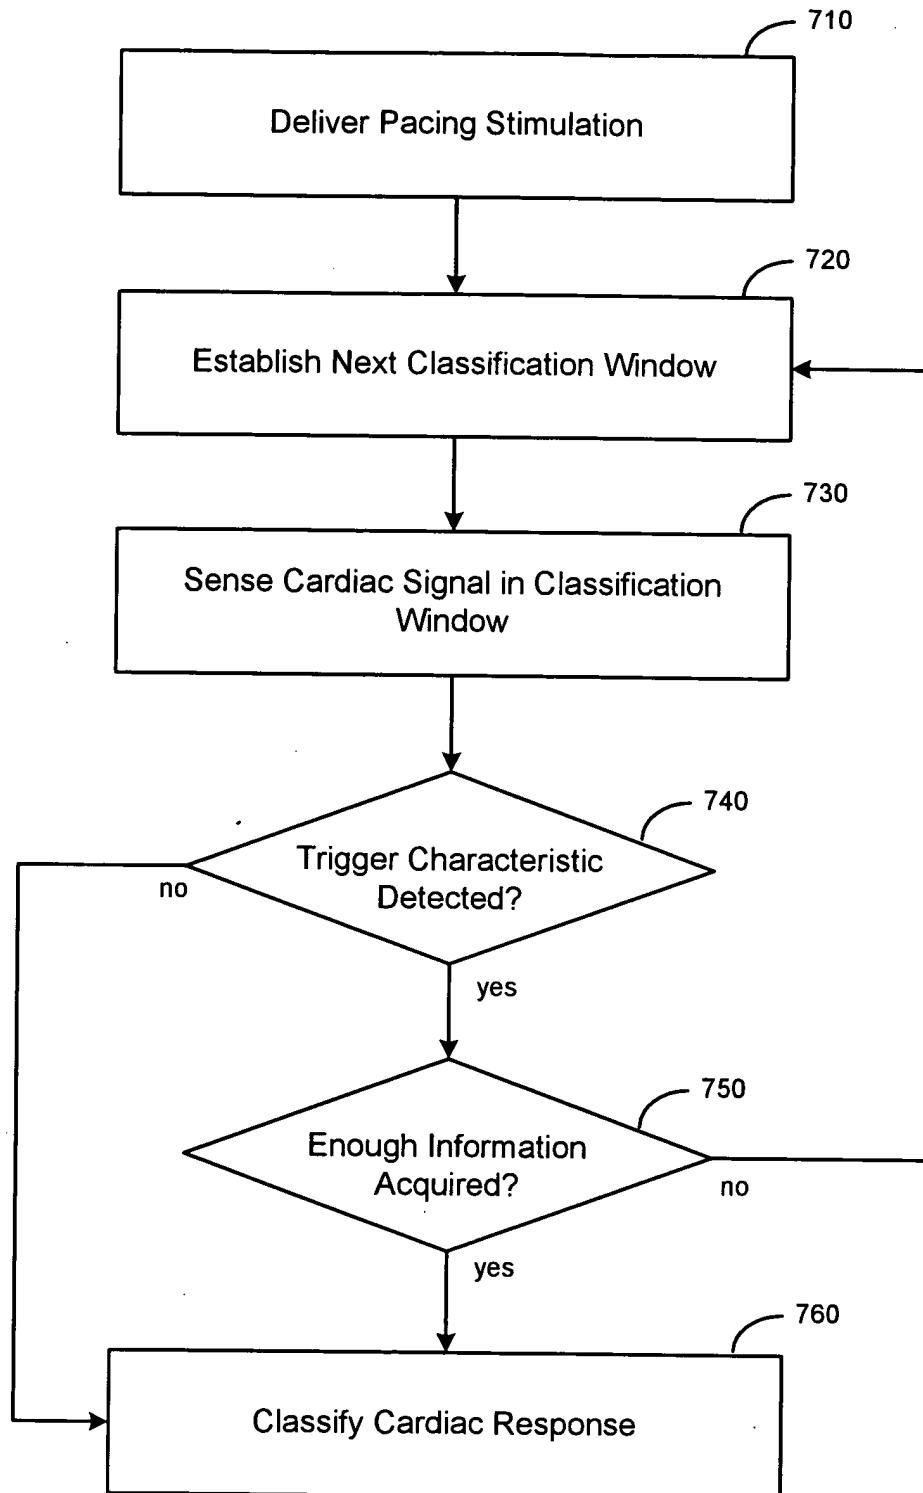 710
Deliver Pacing Stimulation
720
Establish Next Classification Window
730
Sense Cardiac Signal in Classification
Window
740
Trigger Characteristic
Detected?
no
yes
750
Enough Information
Acquired?
no
yes
760
Classify Cardiac Response